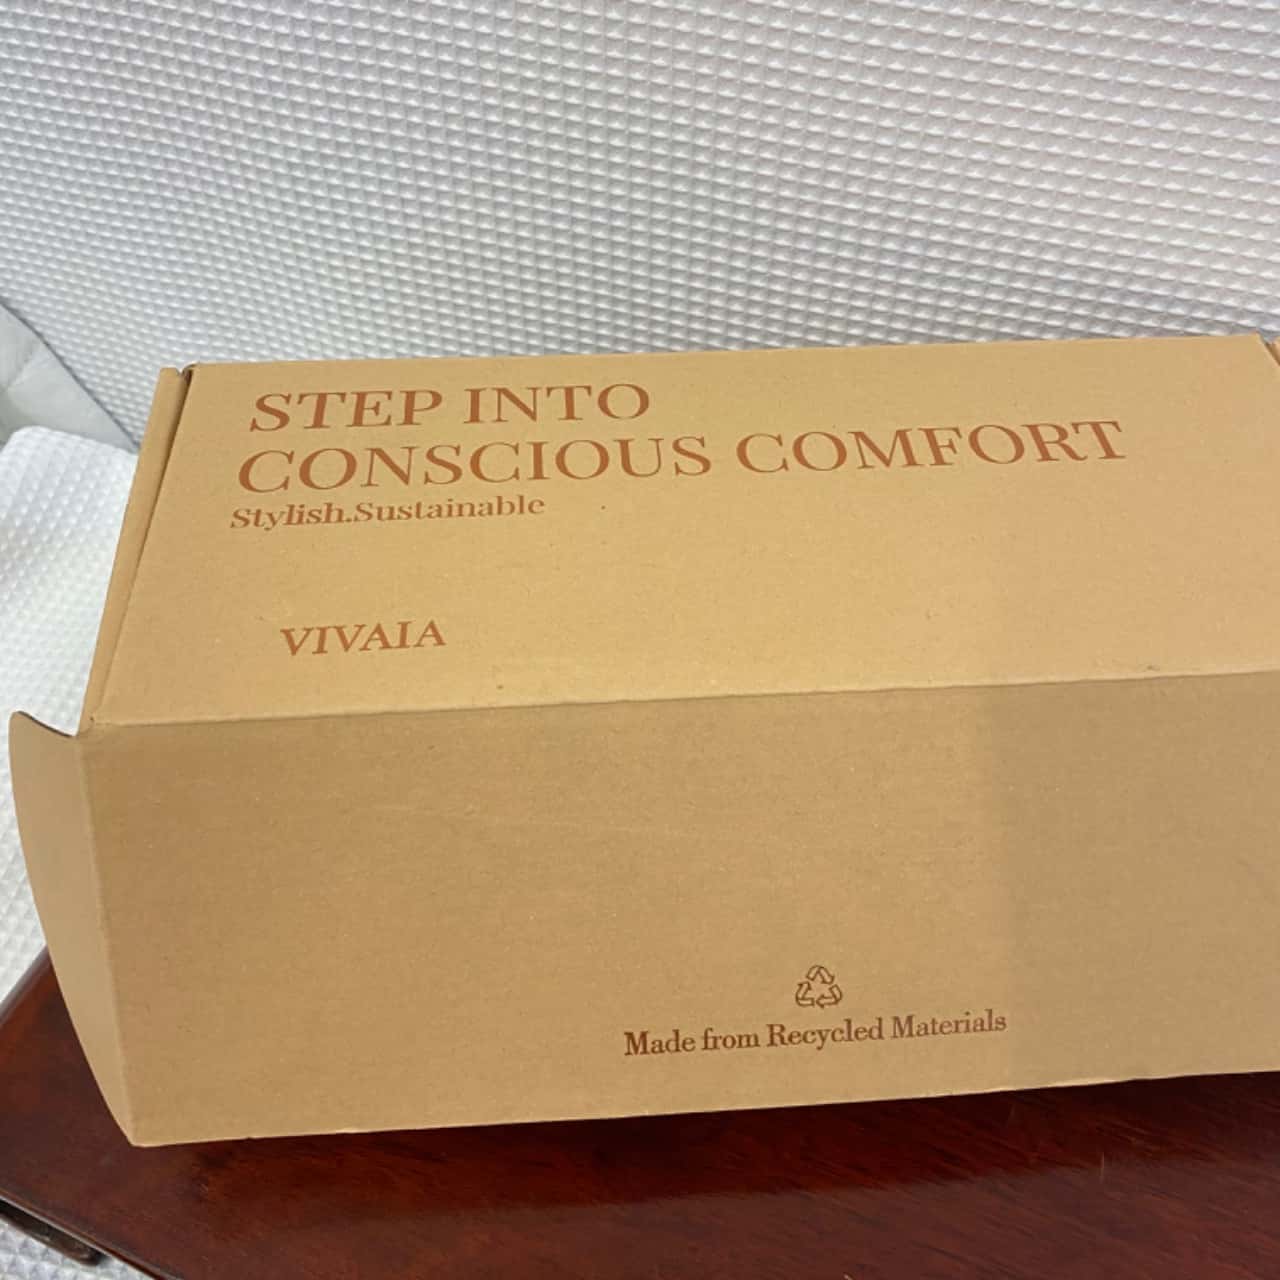 STEP INTO
CONSCIOUS COMFORT
Stylish.Sustainable
VIVAIA
Made from Recycled Materials